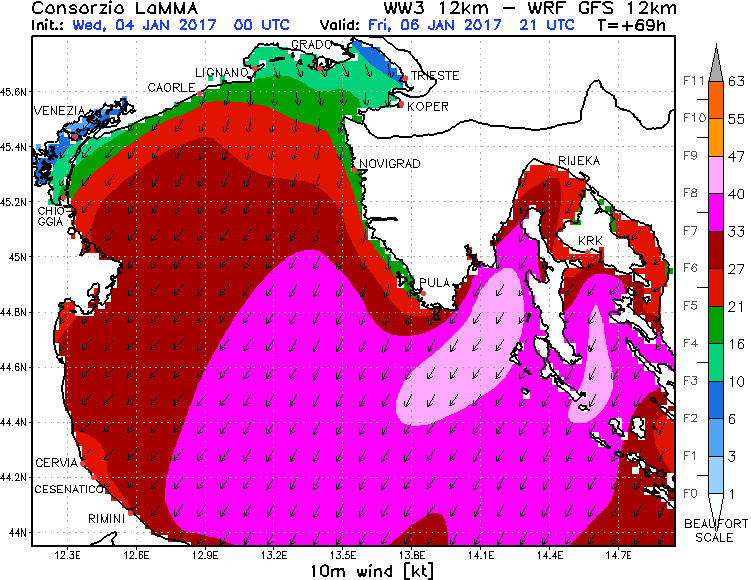 Consorzio LaMMA WW3 12km – WRF GFS 12km
Init.: Wed, 04 JAN 2017 00 UTC Valid: Fri, 06 JAN 2017 21 UTC T=+69h
GRADO
LIGNANO
TRIESTE
CAORLE
KOPER
VENEZIA
NOVIGRAD
RIJEKA
CHIO-
GGIA
KRK
PULA
CERVIA
CESENATICO
RIMINI
45.6N
45.4N
45.2N
45N
44.8N
44.6N
44.4N
44.2N
44N
12.3E 12.6E 12.9E 13.2E 13.5E 13.8E 14.1E 14.4E 14.7E
10m wind [kt]
F11 63
F10 55
F9 47
F8 40
F7 33
F6 27
F5 21
F4 16
F3 10
F2 6
F1 3
F0 1
BEAUFORT
SCALE